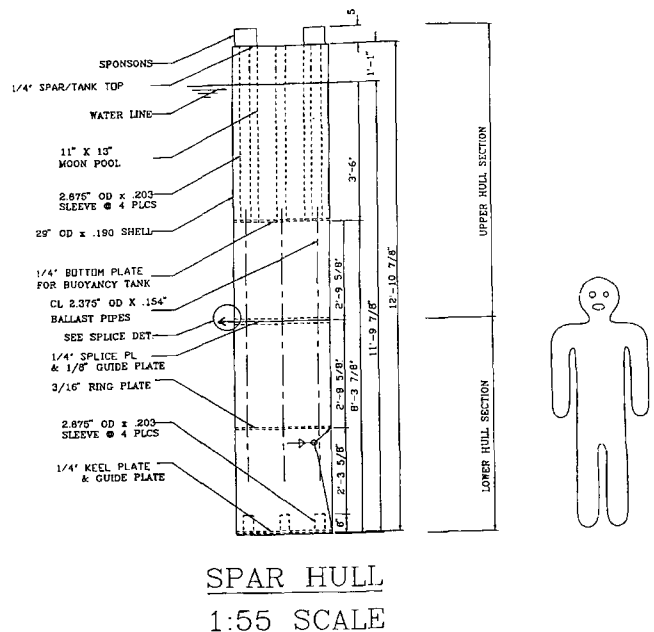 SPONSONS
1/4" SPAR/TANK TOP
WATER LINE
11" X 13"
MOON POOL
2.875" OD x .203
SLEEVE @ 4 PLCS
29" OD x .190 SHELL
1/4" BOTTOM PLATE
FOR BUOYANCY TANK
CL 2.375" OD X .154"
BALLAST PIPES
SEE SPLICE DET
1/4" SPLICE PL
& 1/8" GUIDE PLATE
3/16" RING PLATE
2.875" OD x .203
SLEEVE @ 4 PLCS
1/4" KEEL PLATE
& GUIDE PLATE
5
1'-1"
3'-6"
2'-9 5/8"
2'-8 5/8"
2'-3 5/8"
6"
8'-3 7/8"
11'-9 7/8"
12'-10 7/8"
UPPER HULL SECTION
LOWER HULL SECTION
SPAR HULL
1:55 SCALE